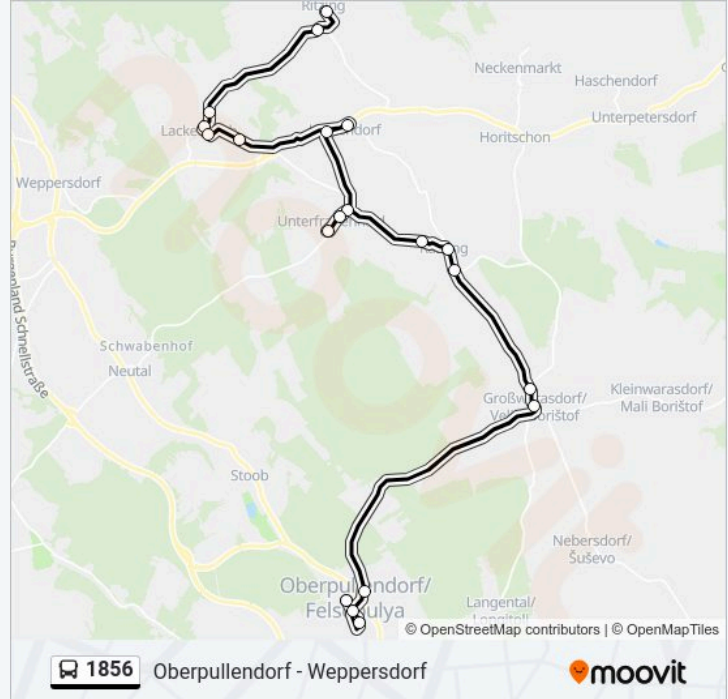 Neckenmarkt
Haschendorf
Unterpetersdorf
Horitschon
Weppersdorf
Burgenland Schnellstraße
Schwabenhof
Neutal
Kleinwarasdorf/
Mali Borištof
Stoob
Nebersdorf/
Šuševo
Oberpullendorf/
Langental/
© OpenStreetMap contributors | © OpenMapTiles
1856 Oberpullendorf - Weppersdorf
moovit